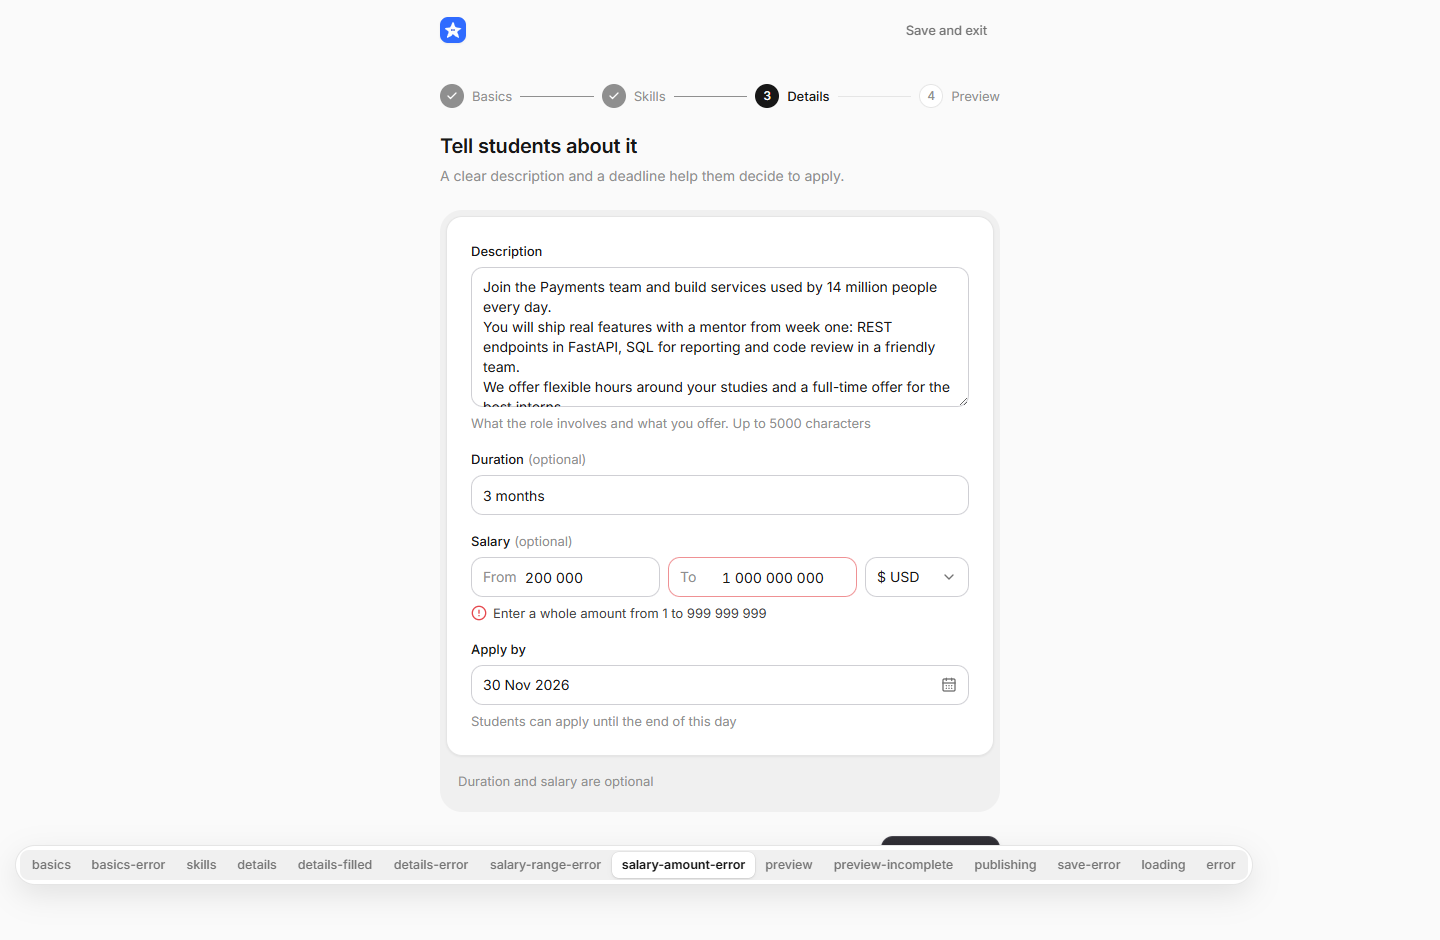 Save and exit
Basics
Skills
3 Details
4 Preview
Tell students about it
A clear description and a deadline help them decide to apply.
Description
Join the Payments team and build services used by 14 million people
every day.
You will ship real features with a mentor from week one: REST
endpoints in FastAPI, SQL for reporting and code review in a friendly
team.
We offer flexible hours around your studies and a full-time offer for the
best interns
What the role involves and what you offer. Up to 5000 characters
Duration (optional)
3 months
Salary (optional)
From 200 000
To 1 000 000 000
$ USD
Enter a whole amount from 1 to 999 999 999
Apply by
30 Nov 2026
Students can apply until the end of this day
Duration and salary are optional
basics basics-error skills details details-filled details-error salary-range-error salary-amount-error preview preview-incomplete publishing save-error loading error